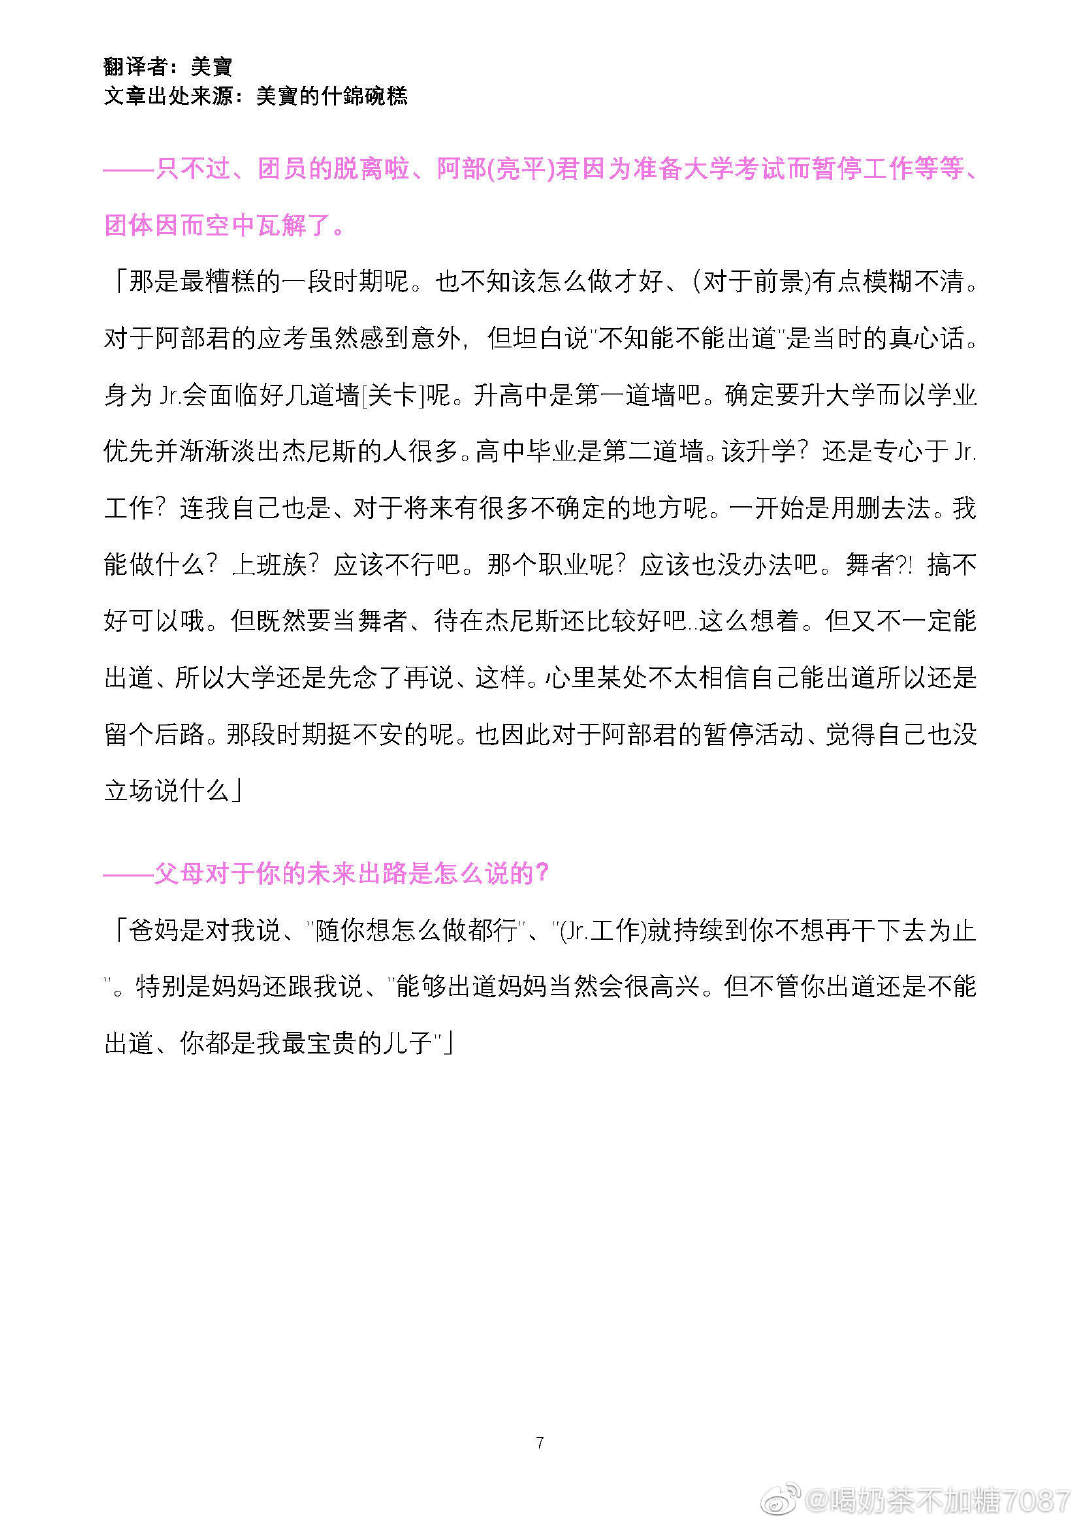 翻译者：美寶
文章出处来源：美寶的什錦碗糕
——只不过、团员的脱离啦、阿部(亮平)君因为准备大学考试而暂停工作等等、
团体因而空中瓦解了。
「那是最糟糕的一段时期呢。也不知该怎么做才好、（对于前景)有点模糊不清。
对于阿部君的应考虽然感到意外，但坦白说"不知能不能出道"是当时的真心话。
身为 Jr.会面临好几道墙[关卡]呢。升高中是第一道墙吧。确定要升大学而以学业
优先并渐渐淡出杰尼斯的人很多。高中毕业是第二道墙。该升学？还是专心于 Jr.
工作？连我自己也是、对于将来有很多不确定的地方呢。一开始是用删去法。我
能做什么？上班族？应该不行吧。那个职业呢？应该也没办法吧。舞者?! 搞不
好可以哦。但既然要当舞者、待在杰尼斯还比较好吧..这么想着。但又不一定能
出道、所以大学还是先念了再说、这样。心里某处不太相信自己能出道所以还是
留个后路。那段时期挺不安的呢。也因此对于阿部君的暂停活动、觉得自己也没
立场说什么」
——父母对于你的未来出路是怎么说的？
「爸妈是对我说、"随你想怎么做都行"、"(Jr.工作)就持续到你不想再干下去为止
"。特别是妈妈还跟我说、"能够出道妈妈当然会很高兴。但不管你出道还是不能
出道、你都是我最宝贵的儿子"」
7
@喝奶茶不加糖7087